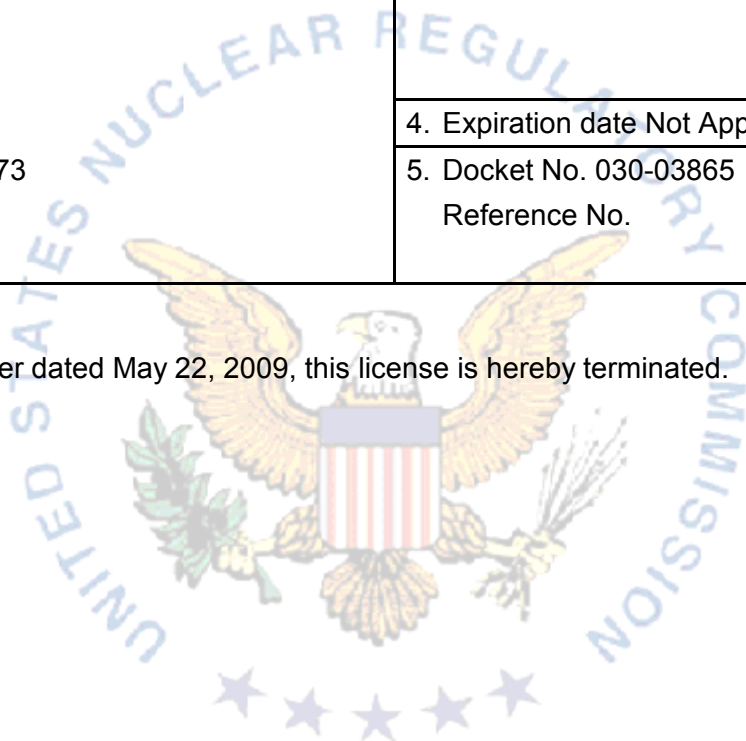 UNITED STATES NUCLEAR REGULATORY COMMISSION
4. Expiration date Not App
73
5. Docket No. 030-03865
Reference No.
er dated May 22, 2009, this license is hereby terminated.